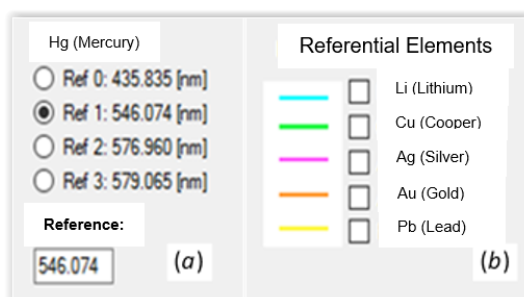 Hg (Mercury)
Ref 0: 435.835 [nm]
Ref 1: 546.074 [nm]
Ref 2: 576.960 [nm]
Ref 3: 579.065 [nm]
Reference:
546.074
(a)
Referential Elements
Li (Lithium)
Cu (Cooper)
Ag (Silver)
Au (Gold)
Pb (Lead)
(b)